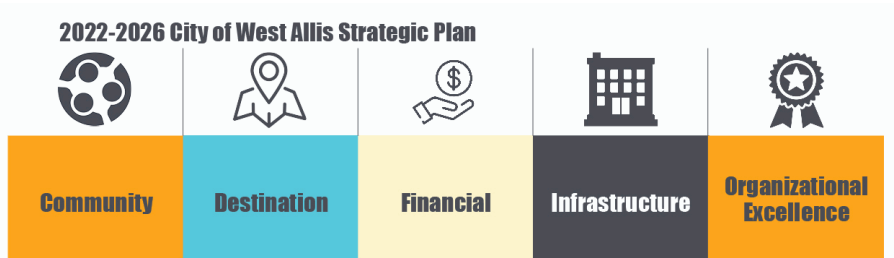 2022-2026 City of West Allis Strategic Plan
$
Community
Destination
Financial
Infrastructure
Organizational
Excellence